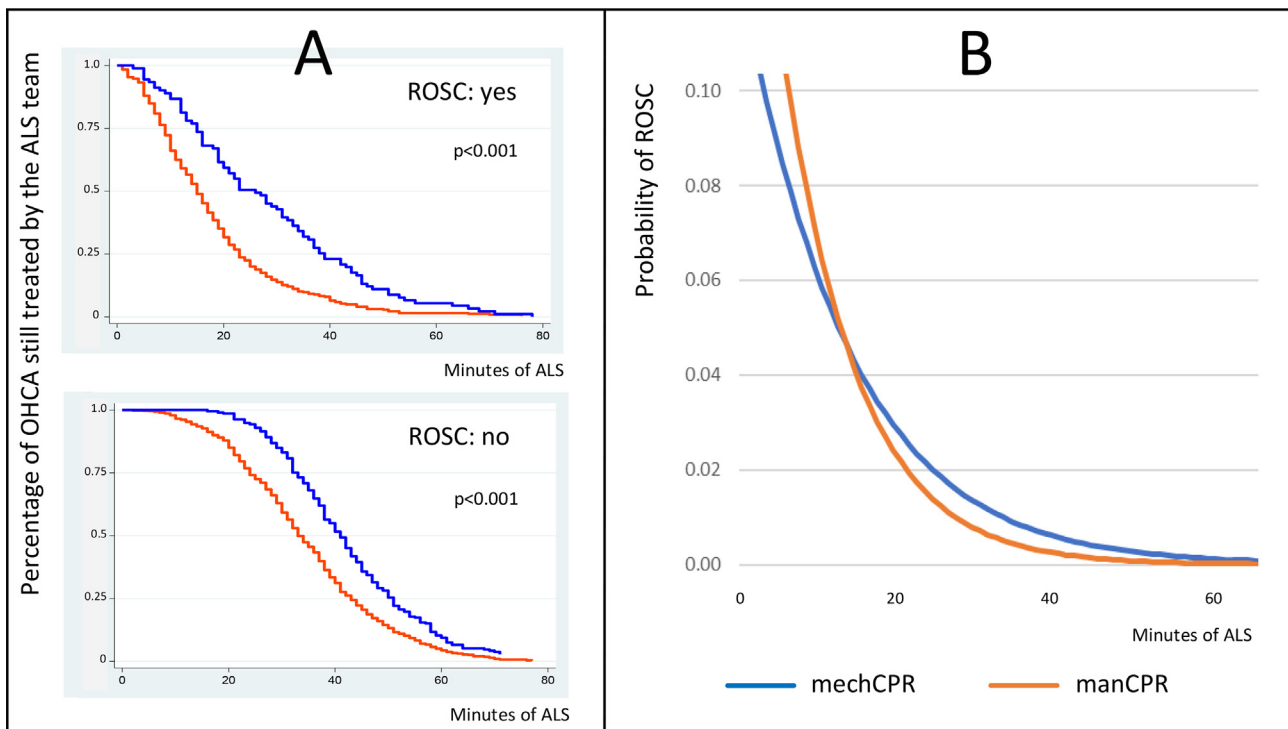 Percentage of OHCA still treated by the ALS team
A
ROSC: yes
p<0.001
1.0
0.75
0.5
0.25
0
0 20 40 60 80
Minutes of ALS
ROSC: no
p<0.001
1.0
0.75
0.5
0.25
0
0 20 40 60 80
Minutes of ALS
B
Probability of ROSC
0.10
0.08
0.06
0.04
0.02
0.00
0 20 40 60
Minutes of ALS
mechCPR manCPR